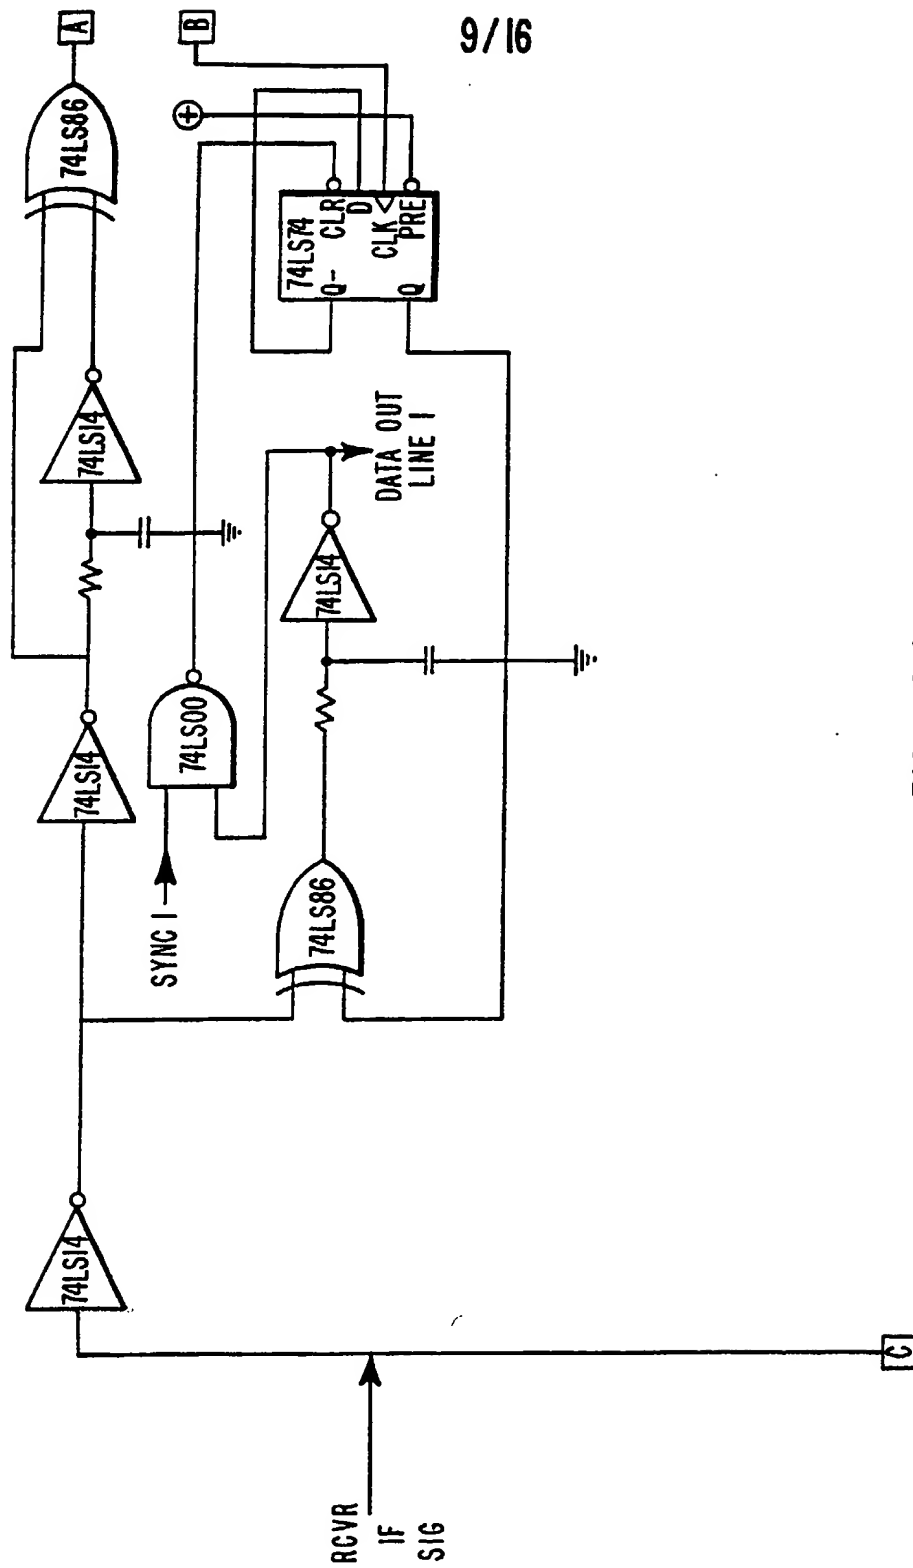 9/16
A
B
C
74LS86
74LS14
74LS14
74LS14
RCVR
IF
SIG
SYNC 1
74LS00
74LS86
74LS14
DATA OUT
LINE 1
74LS74
Q-
CLR
D
CLK
Q
PRE
+